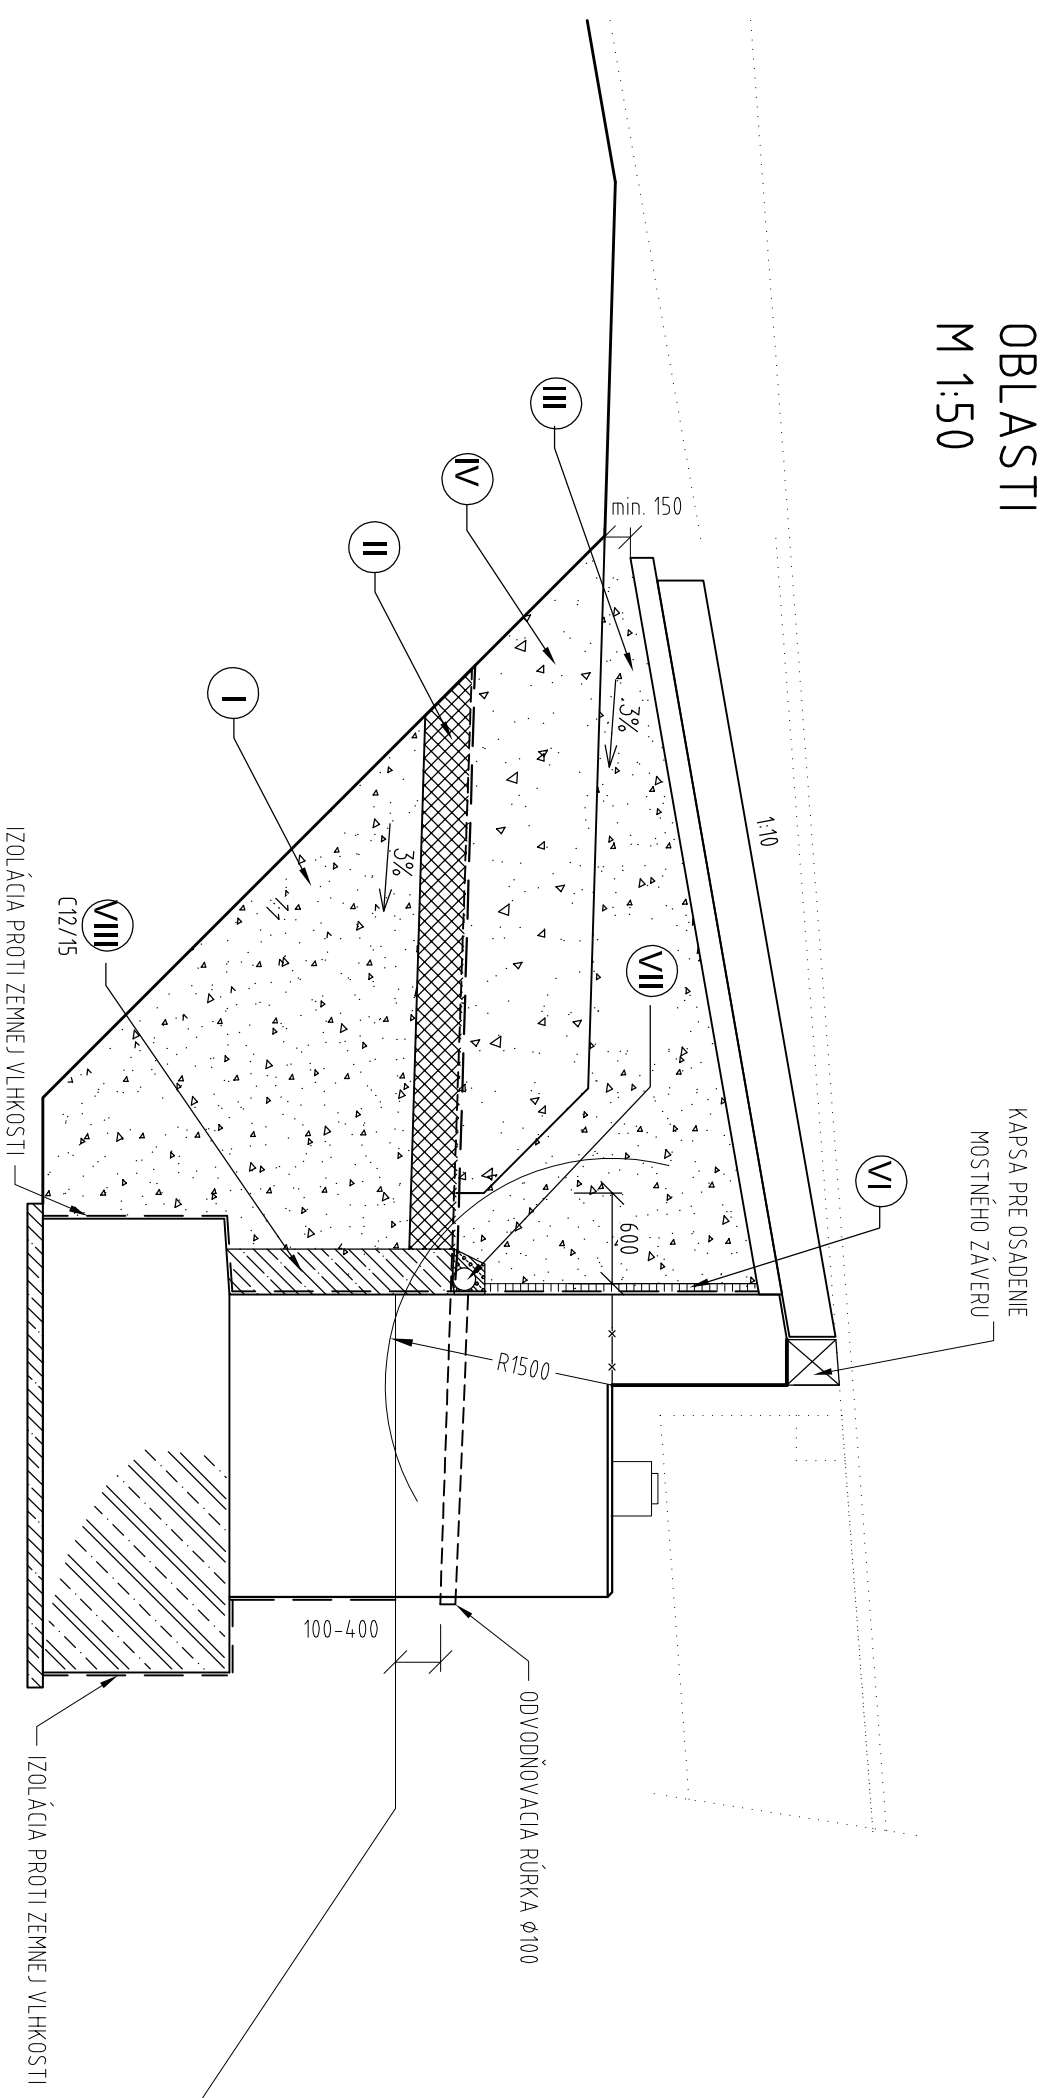 OBLASTI
M 1:50
KAPSA PRE OSADENIE
MOSTNÉHO ZÁVERU
III
IV
II
I
min. 150
3%
1:10
3%
1:1
VII
VI
VIII
C12/15
600
R1500
100-400
IZOLÁCIA PROTI ZEMNEJ VLHKOSTI
ODVODŇOVACIA RÚRKA Φ100
IZOLÁCIA PROTI ZEMNEJ VLHKOSTI